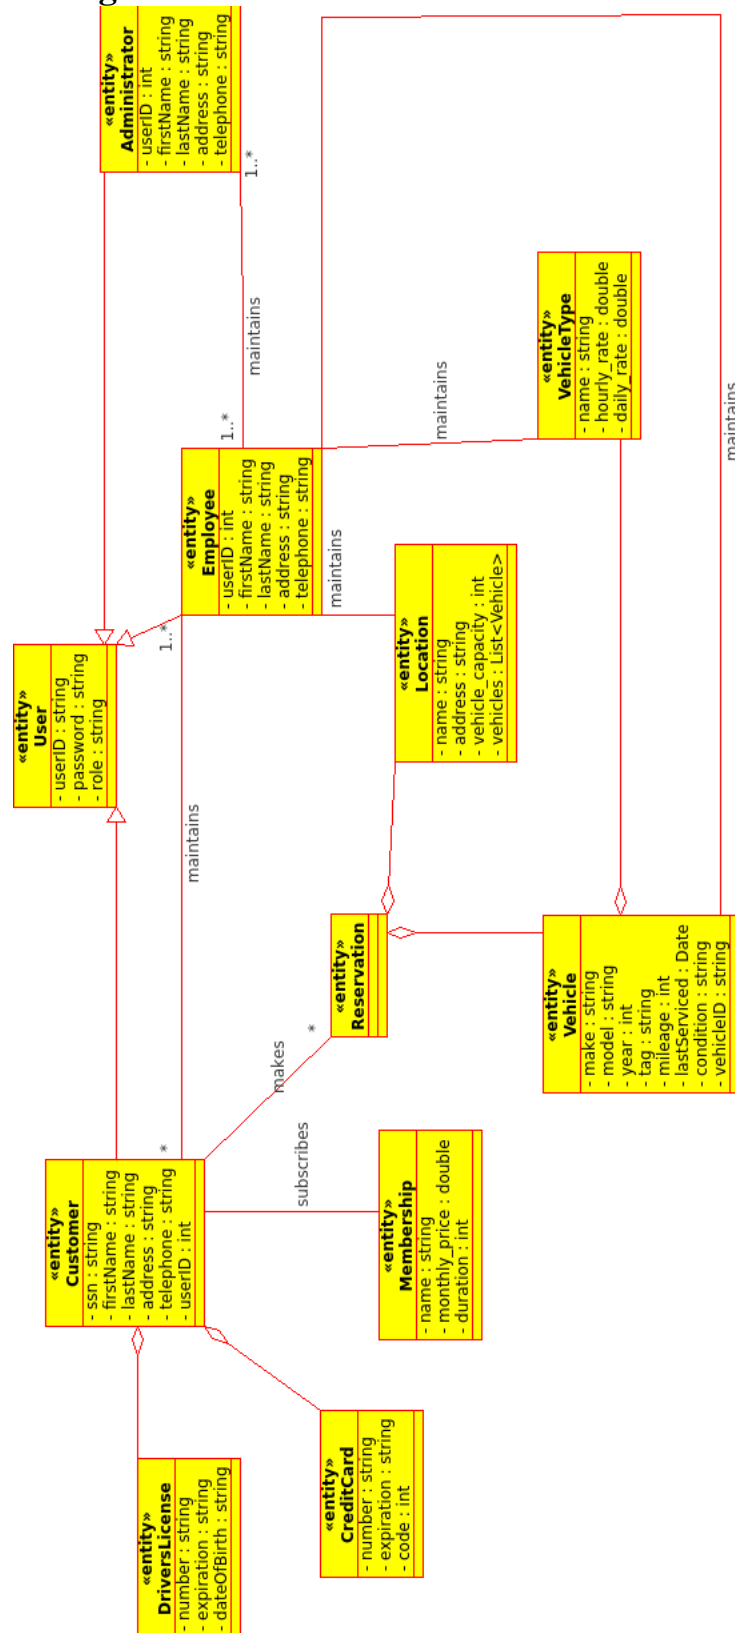 g
«entity»
Administrator
- userID : int
- firstName : string
- lastName : string
- address : string
- telephone : string
1..*
maintains
1..*
«entity»
Employee
- userID : int
- firstName : string
- lastName : string
- address : string
- telephone : string
1..*
maintains
«entity»
VehicleType
- name : string
- hourly_rate : double
- daily_rate : double
maintains
maintains
«entity»
User
- userID : string
- password : string
- role : string
«entity»
Location
- name : string
- address : string
- vehicle_capacity : int
- vehicles : List<Vehicle>
maintains
«entity»
Reservation
*
makes
«entity»
Vehicle
- make : string
- model : string
- year : int
- tag : string
- mileage : int
- lastServiced : Date
- condition : string
- vehicleID : string
«entity»
Customer
- ssn : string
- firstName : string
- lastName : string
- address : string
- telephone : string
- userID : int
*
subscribes
«entity»
Membership
- name : string
- monthly_price : double
- duration : int
«entity»
DriversLicense
- number : string
- expiration : string
- dateOfBirth : string
«entity»
CreditCard
- number : string
- expiration : string
- code : int